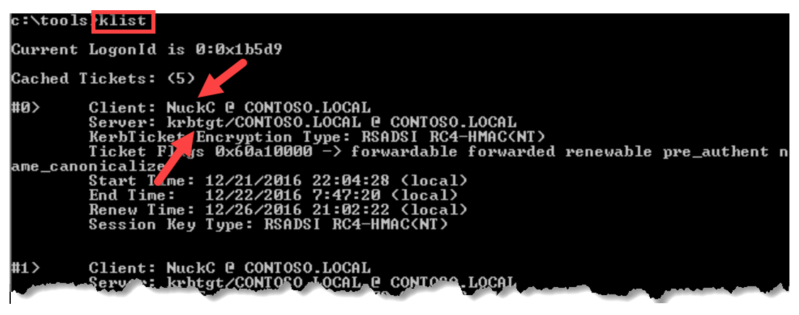 c:\tools>klist
Current LogonId is 0:0x1b5d9
Cached Tickets: (5)
#0> Client: NuckC @ CONTOSO.LOCAL
Server: krbtgt/CONTOSO.LOCAL @ CONTOSO.LOCAL
KerbTicket Encryption Type: RSADSI RC4-HMAC(NT)
Ticket Flags 0x60a10000 -> forwardable forwarded renewable pre_authent n
ame_canonicalize
Start Time: 12/21/2016 22:04:28 (local)
End Time: 12/22/2016 7:47:20 (local)
Renew Time: 12/26/2016 21:02:22 (local)
Session Key Type: RSADSI RC4-HMAC(NT)
#1> Client: NuckC @ CONTOSO.LOCAL
Server: krbtgt/CONTOSO.LOCAL @ CONTOSO.LOCAL